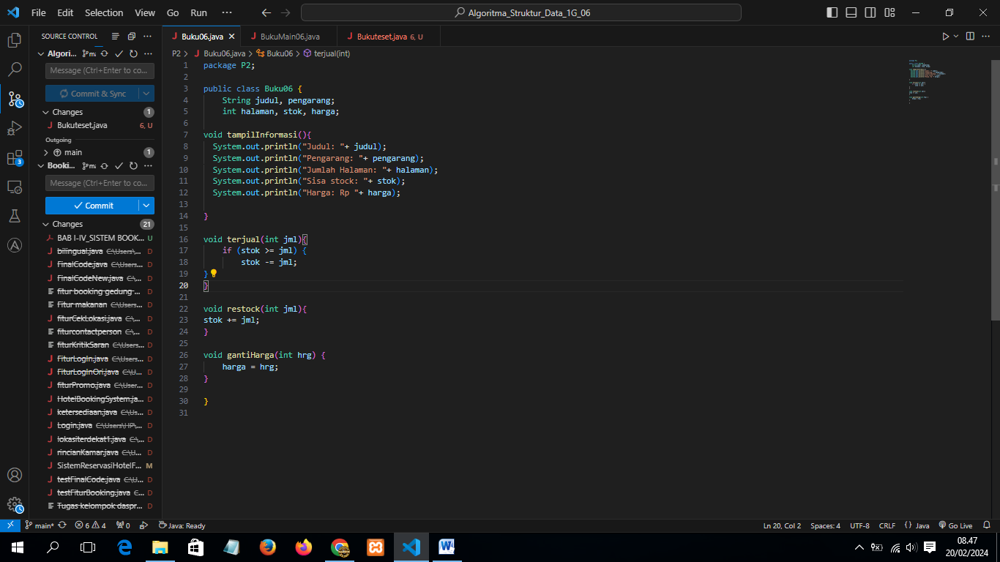 File Edit Selection View Go Run ··· Algoritma_Struktur_Data_1G_06
SOURCE CONTROL
Algori... ma
Message (Ctrl+Enter to co...
Commit & Sync
Changes 1
Bukuteset.java 6, U
Outgoing
main 1
Booki... ma
Message (Ctrl+Enter to co...
Commit
Changes 21
BAB I-IV_SISTEM BOOK... U
bilingual.java C:\Users\... D
FinalCode.java C:\Users... D
FinalCodeNew.java C:\... D
fitur booking gedung ... D
Fitur makanan C:\Users... D
fiturCekLokasi.java C:\... D
fiturcontactperson C:\... D
fiturKritikSaran C:\Users... D
FiturLogIn.java C:\Users... D
FiturLogInOri.java C:\U... D
fiturPromo.java C:\User... D
HotelBookingSystem.ja... D
ketersediaan.java C:\Us... D
Login.java C:\Users\HP\... D
lokasiterdekat1.java C:\... D
rincianKamar.java C:\U... D
SistemReservasiHotelF... M
testFinalCode.java C:\U... D
testFiturBooking.java C... D
Tugas kelompok daspr... D
3
Buku06.java BukuMain06.java Bukuteset.java 6, U
P2 > Buku06.java > Buku06 > terjual(int)
1 package P2;
2
3 public class Buku06 {
4 String judul, pengarang;
5 int halaman, stok, harga;
6
7 void tampilInformasi(){
8 System.out.println("Judul: "+ judul);
9 System.out.println("Pengarang: "+ pengarang);
10 System.out.println("Jumlah Halaman: "+ halaman);
11 System.out.println("Sisa stock: "+ stok);
12 System.out.println("Harga: Rp "+ harga);
13
14 }
15
16 void terjual(int jml){
17 if (stok >= jml) {
18 stok -= jml;
19 }
20 }
21
22 void restock(int jml){
23 stok += jml;
24 }
25
26 void gantiHarga(int hrg) {
27 harga = hrg;
28 }
29
30 }
31
main* 6 4 0 Java: Ready Ln 20, Col 2 Spaces: 4 UTF-8 CRLF {} Java Go Live
08.47
20/02/2024